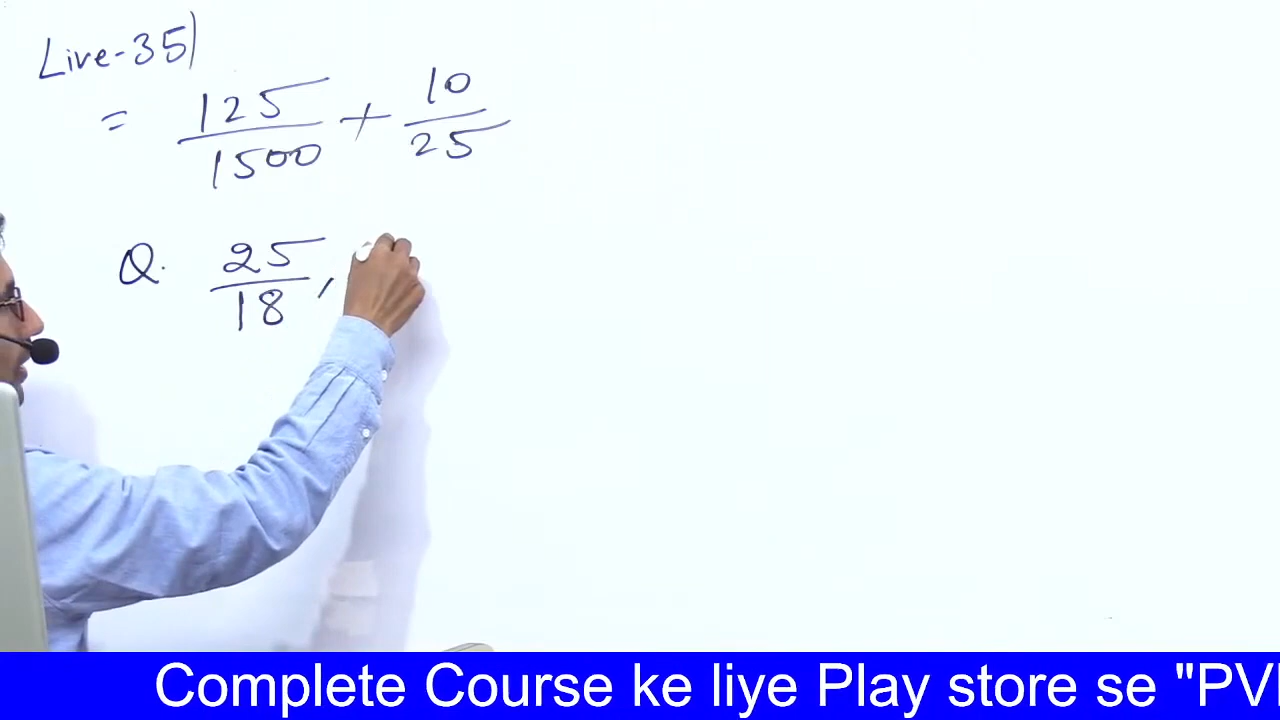 Live-35)
= 125/1500 + 10/25
Q. 25/18 ,
Complete Course ke liye Play store se "PV